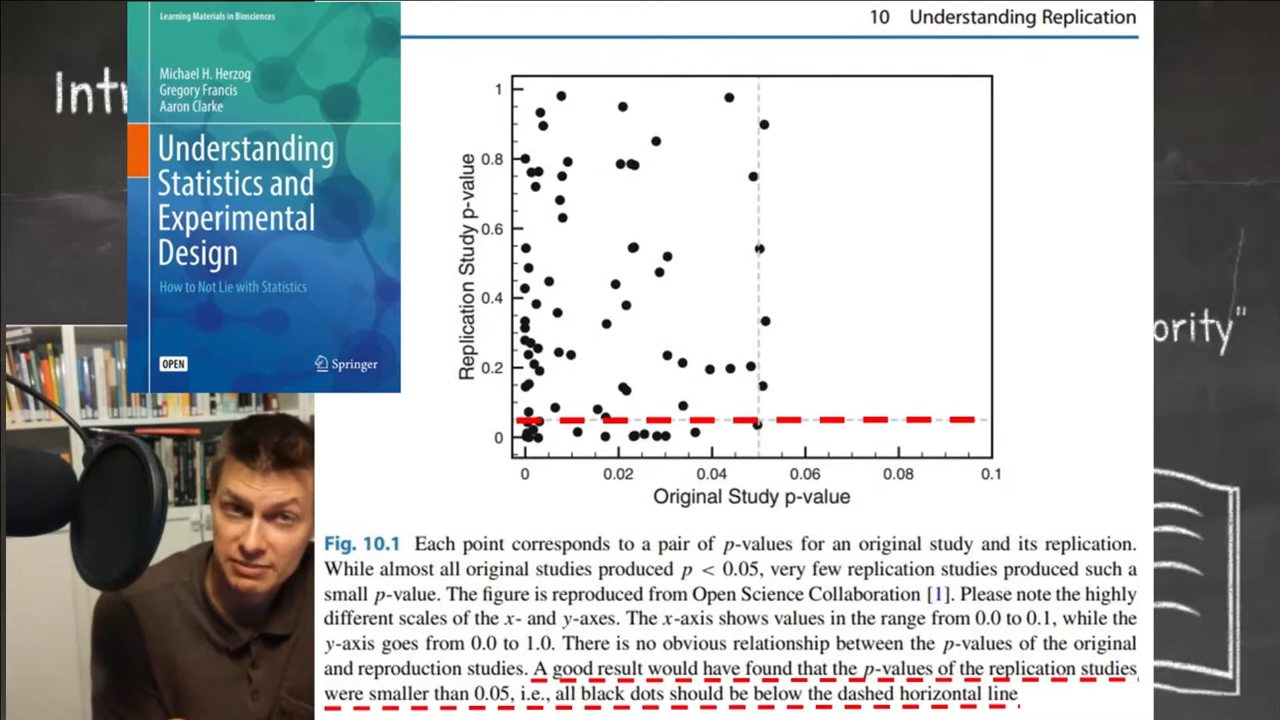 Intr
Learning Materials in Biosciences
Michael H. Herzog
Gregory Francis
Aaron Clarke
Understanding
Statistics and
Experimental
Design
How to Not Lie with Statistics
OPEN
Springer
10 Understanding Replication
1
0.8
0.6
0.4
0.2
0
Replication Study p-value
0
0.02
0.04
0.06
0.08
0.1
Original Study p-value
Fig. 10.1 Each point corresponds to a pair of p-values for an original study and its replication.
While almost all original studies produced p < 0.05, very few replication studies produced such a
small p-value. The figure is reproduced from Open Science Collaboration [1]. Please note the highly
different scales of the x- and y-axes. The x-axis shows values in the range from 0.0 to 0.1, while the
y-axis goes from 0.0 to 1.0. There is no obvious relationship between the p-values of the original
and reproduction studies. A good result would have found that the p-values of the replication studies
were smaller than 0.05, i.e., all black dots should be below the dashed horizontal line
ority"